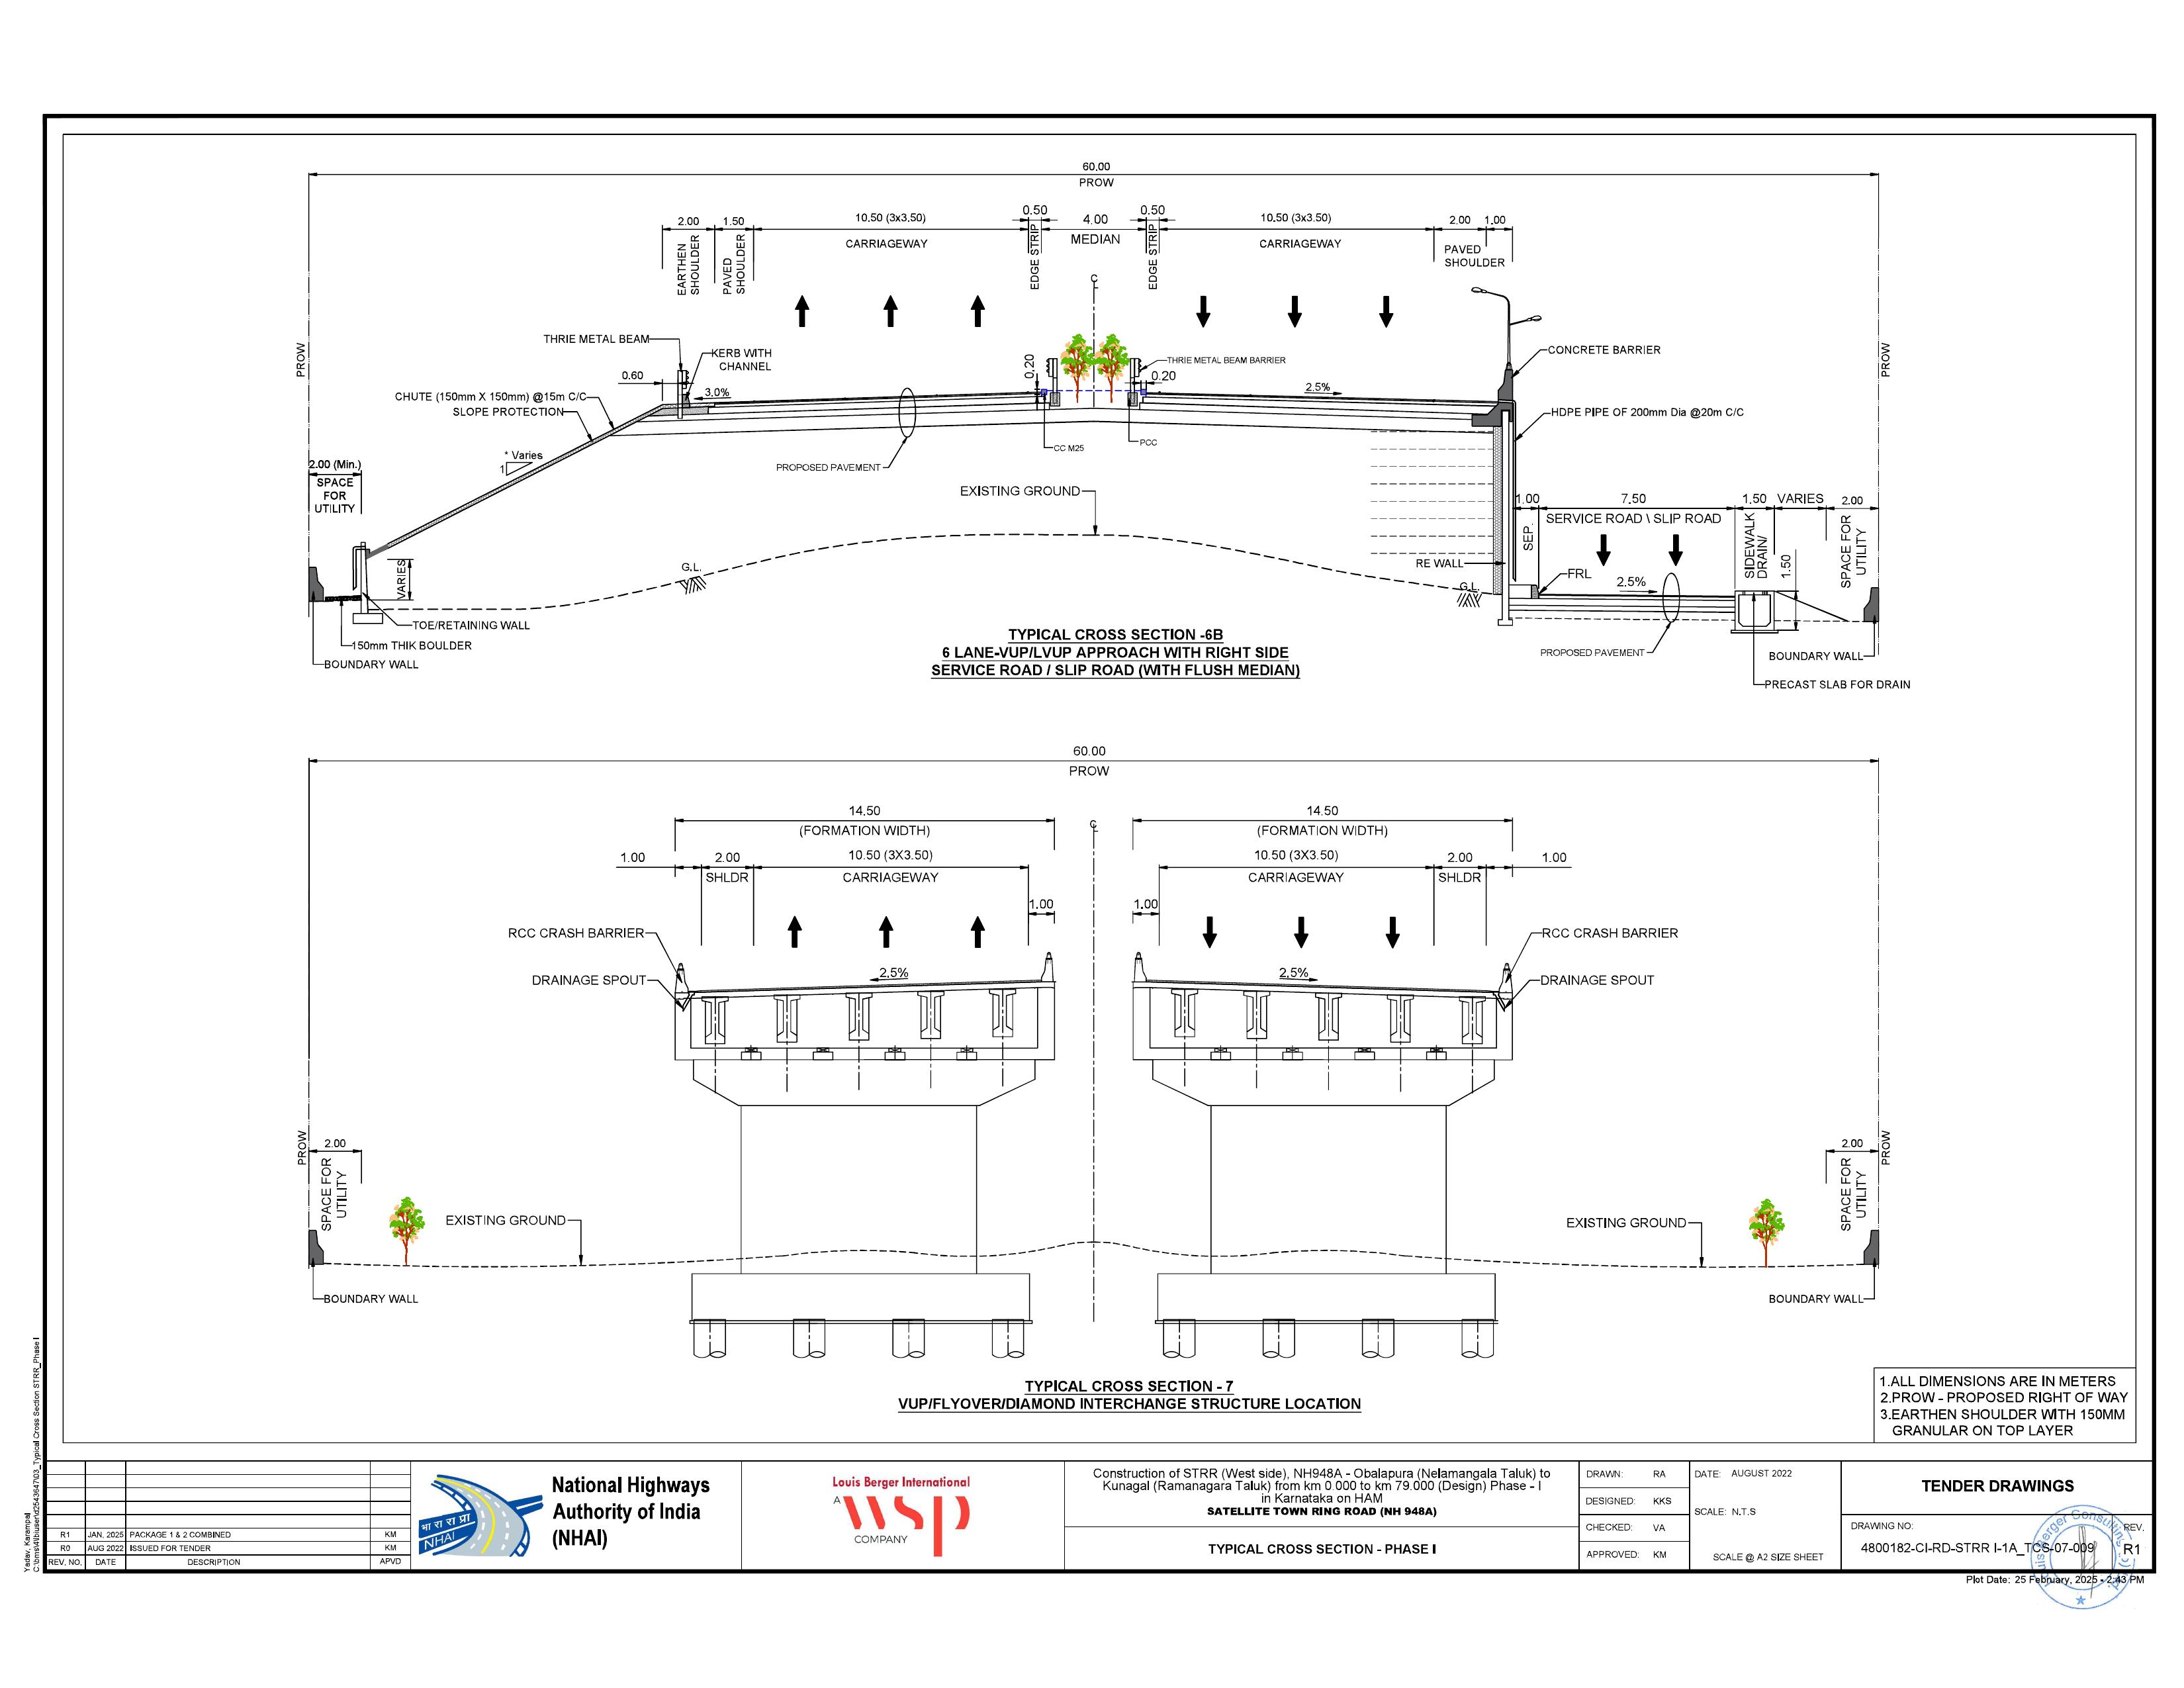 60.00
PROW
2.00
EARTHEN
SHOULDER
1.50
PAVED
SHOULDER
10.50 (3x3.50)
CARRIAGEWAY
0.50
EDGE STRIP
4.00
MEDIAN
0.50
EDGE STRIP
10.50 (3x3.50)
CARRIAGEWAY
2.00
1.00
PAVED
SHOULDER
PROW
PROW
THRIE METAL BEAM
KERB WITH
CHANNEL
0.60
3.0%
CHUTE (150mm X 150mm) @15m C/C
SLOPE PROTECTION
* Varies
1
0.20
THRIE METAL BEAM BARRIER
0.20
2.5%
CONCRETE BARRIER
HDPE PIPE OF 200mm Dia @20m C/C
CC M25
PCC
PROPOSED PAVEMENT
EXISTING GROUND
2.00 (Min.)
SPACE
FOR
UTILITY
VARIES
G.L.
TOE/RETAINING WALL
150mm THIK BOULDER
BOUNDARY WALL
1.00
SEP.
7.50
SERVICE ROAD \ SLIP ROAD
1.50
SIDEWALK
DRAIN/
VARIES
2.00
SPACE FOR
UTILITY
1.50
RE WALL
G.L.
FRL
2.5%
PROPOSED PAVEMENT
BOUNDARY WALL
PRECAST SLAB FOR DRAIN
TYPICAL CROSS SECTION -6B
6 LANE-VUP/LVUP APPROACH WITH RIGHT SIDE
SERVICE ROAD / SLIP ROAD (WITH FLUSH MEDIAN)
60.00
PROW
14.50
(FORMATION WIDTH)
14.50
(FORMATION WIDTH)
1.00
2.00
SHLDR
10.50 (3X3.50)
CARRIAGEWAY
1.00
1.00
10.50 (3X3.50)
CARRIAGEWAY
2.00
SHLDR
1.00
RCC CRASH BARRIER
DRAINAGE SPOUT
2.5%
2.5%
RCC CRASH BARRIER
DRAINAGE SPOUT
PROW
2.00
SPACE FOR
UTILITY
EXISTING GROUND
BOUNDARY WALL
EXISTING GROUND
2.00
SPACE FOR
UTILITY
PROW
BOUNDARY WALL
TYPICAL CROSS SECTION - 7
VUP/FLYOVER/DIAMOND INTERCHANGE STRUCTURE LOCATION
1.ALL DIMENSIONS ARE IN METERS
2.PROW - PROPOSED RIGHT OF WAY
3.EARTHEN SHOULDER WITH 150MM
GRANULAR ON TOP LAYER
R1 JAN, 2025 PACKAGE 1 & 2 COMBINED KM
R0 AUG 2022 ISSUED FOR TENDER KM
REV, NO, DATE DESCRIPTION APVD
भा रा रा प्रा
NHAI
National Highways
Authority of India
(NHAI)
Louis Berger International
A
wsp
COMPANY
Construction of STRR (West side), NH948A - Obalapura (Nelamangala Taluk) to
Kunagal (Ramanagara Taluk) from km 0.000 to km 79.000 (Design) Phase - I
in Karnataka on HAM
SATELLITE TOWN RING ROAD (NH 948A)
TYPICAL CROSS SECTION - PHASE I
DRAWN: RA
DESIGNED: KKS
CHECKED: VA
APPROVED: KM
DATE: AUGUST 2022
SCALE: N.T.S
SCALE @ A2 SIZE SHEET
TENDER DRAWINGS
DRAWING NO:
4800182-CI-RD-STRR I-1A_TCS-07-009
REV,
R1
Plot Date: 25 February, 2025 - 2:43 PM
Yadav, Karampal